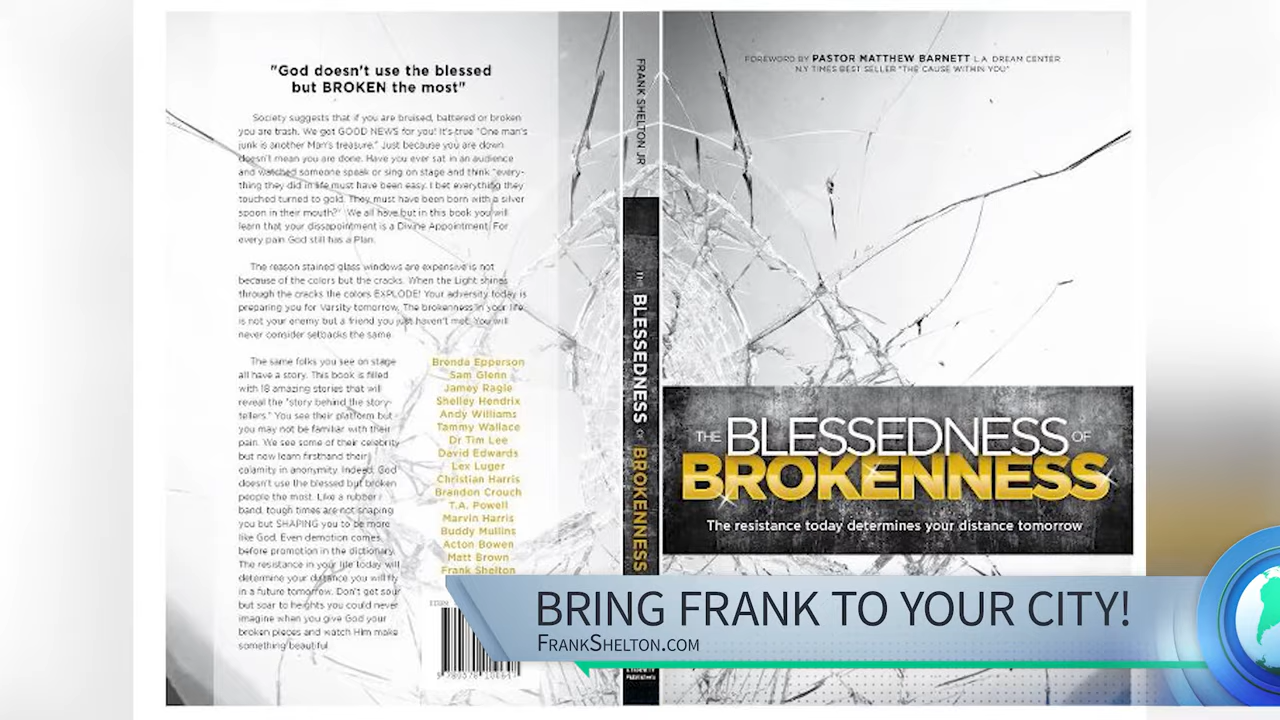 "God doesn't use the blessed
but BROKEN the most"
Society suggests that if you are bruised, battered or broken
you are trash. We got GOOD NEWS for you! It's true "One man's
junk is another Man's treasure." Just because you are down
doesn't mean you are done. Have you ever sat in an audience
and watched someone speak or sing on stage and think "every-
thing they did in life must have been easy. I bet everything they
touched turned to gold. They must have been born with a silver
spoon in their mouth?" We all have but in this book you will
learn that your dissapointment is a Divine Appointment. For
every pain God still has a Plan.
The reason stained glass windows are expensive is not
because of the colors but the cracks. When the Light shines
through the cracks the colors EXPLODE! Your adversity today is
preparing you for Varsity tomorrow. The brokenness in your life
is not your enemy but a friend you just haven't met. You will
never consider setbacks the same.
The same folks you see on stage
all have a story. This book is filled
with 18 amazing stories that will
reveal the "story behind the story-
tellers." You see their platform but
you may not be familiar with their
pain. We see some of their celebrity
but now learn firsthand their
calamity in anonymity. Indeed, God
doesn't use the blessed but broken
people the most. Like a rubber
band, tough times are not snaping
you but SHAPING you to be more
like God. Even demotion comes
before promotion in the dictionary.
The resistance in your life today will
determine your distance you will fly
in a future tomorrow. Don't get sour
but soar to heights you could never
imagine when you give God your
broken pieces and watch Him make
something beautiful.
Brenda Epperson
Sam Glenn
Jamey Ragle
Shelley Hendrix
Andy Williams
Tammy Wallace
Dr Tim Lee
David Edwards
Lex Luger
Christian Harris
Brandon Crouch
T.A. Powell
Marvin Harris
Buddy Mullins
Acton Bowen
Matt Brown
Frank Shelton
FRANK SHELTON JR
THE BLESSEDNESS OF BROKENNESS
FOREWORD BY PASTOR MATTHEW BARNETT L.A. DREAM CENTER
N.Y TIMES BEST SELLER "THE CAUSE WITHIN YOU"
THE BLESSEDNESS OF
BROKENNESS
The resistance today determines your distance tomorrow
BRING FRANK TO YOUR CITY!
FRANKSHELTON.COM